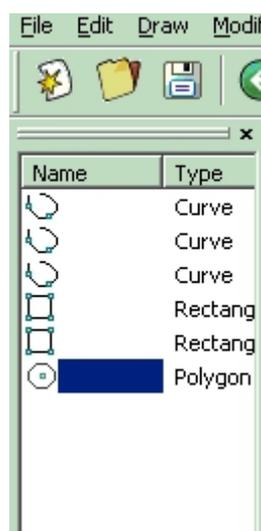 File Edit Draw Modif
Name Type
Curve
Curve
Curve
Rectang
Rectang
Polygon